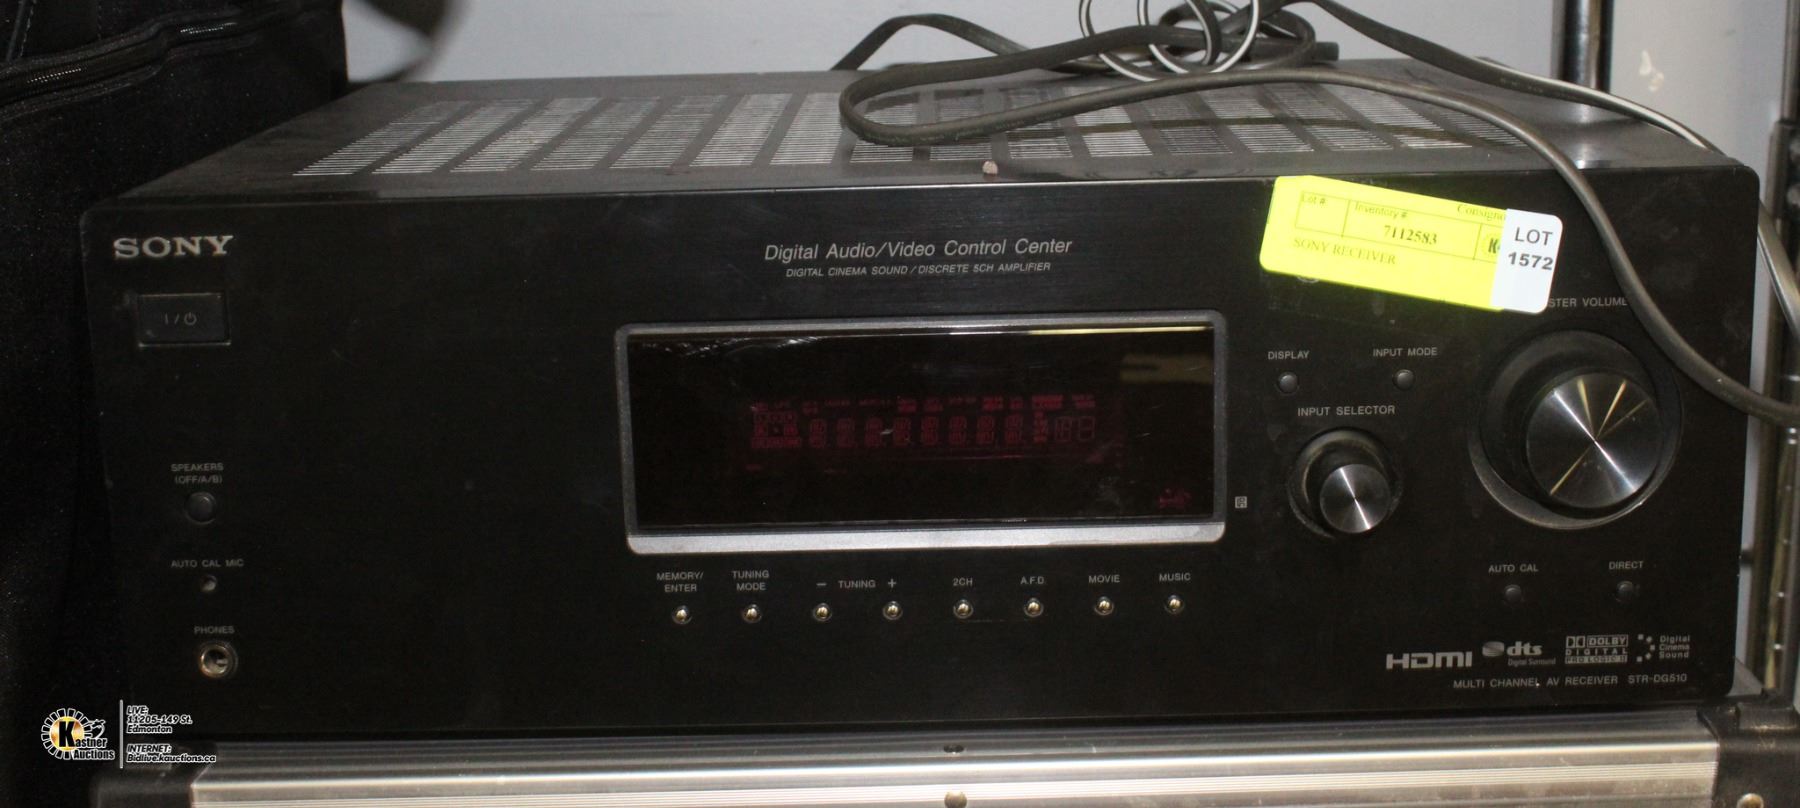 SONY
Digital Audio/Video Control Center
DIGITAL CINEMA SOUND / DISCRETE 5CH AMPLIFIER
Lot #
Inventory #
7112583
SONY RECEIVER
LOT
1572
VOLUME
I/⏻
DISPLAY
INPUT MODE
INPUT SELECTOR
SPEAKERS
(OFF/A/B)
AUTO CAL MIC
PHONES
MEMORY/
ENTER
TUNING
MODE
− TUNING +
2CH
A.F.D.
MOVIE
MUSIC
AUTO CAL
DIRECT
HDMI
dts
Digital Surround
DOLBY
DIGITAL
PRO LOGIC II
Digital
Cinema
Sound
MULTI CHANNEL AV RECEIVER STR-DG510
Kastner
Auctions
LIVE:
11205-149 St.
Edmonton
INTERNET:
Bidlive.kauctions.ca